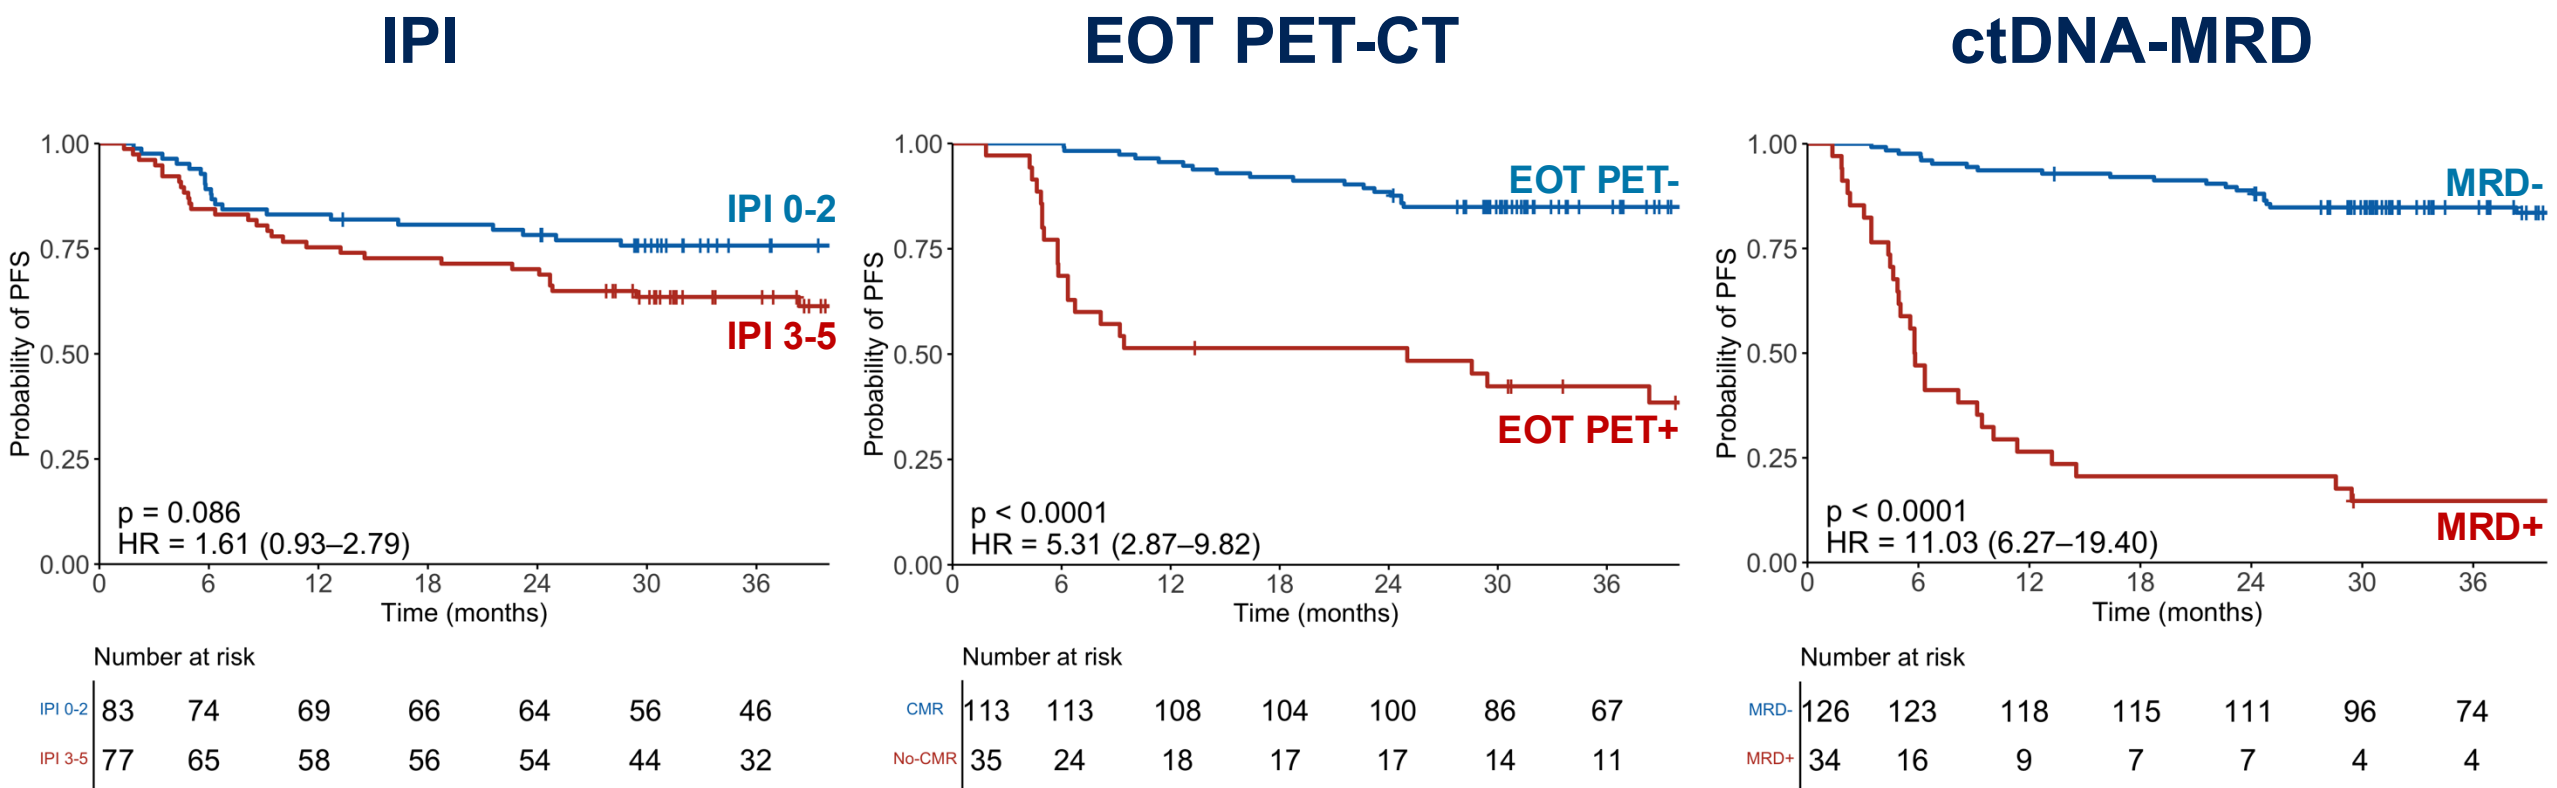 IPI
EOT PET-CT
ctDNA-MRD
Probability of PFS
1.00
0.75
0.50
0.25
0.00
IPI 0-2
IPI 3-5
p = 0.086
HR = 1.61 (0.93–2.79)
0 6 12 18 24 30 36
Time (months)
Number at risk
IPI 0-2 83 74 69 66 64 56 46
IPI 3-5 77 65 58 56 54 44 32
Probability of PFS
1.00
0.75
0.50
0.25
0.00
EOT PET-
EOT PET+
p < 0.0001
HR = 5.31 (2.87–9.82)
0 6 12 18 24 30 36
Time (months)
Number at risk
CMR 113 113 108 104 100 86 67
No-CMR 35 24 18 17 17 14 11
Probability of PFS
1.00
0.75
0.50
0.25
0.00
MRD-
MRD+
p < 0.0001
HR = 11.03 (6.27–19.40)
0 6 12 18 24 30 36
Time (months)
Number at risk
MRD- 126 123 118 115 111 96 74
MRD+ 34 16 9 7 7 4 4